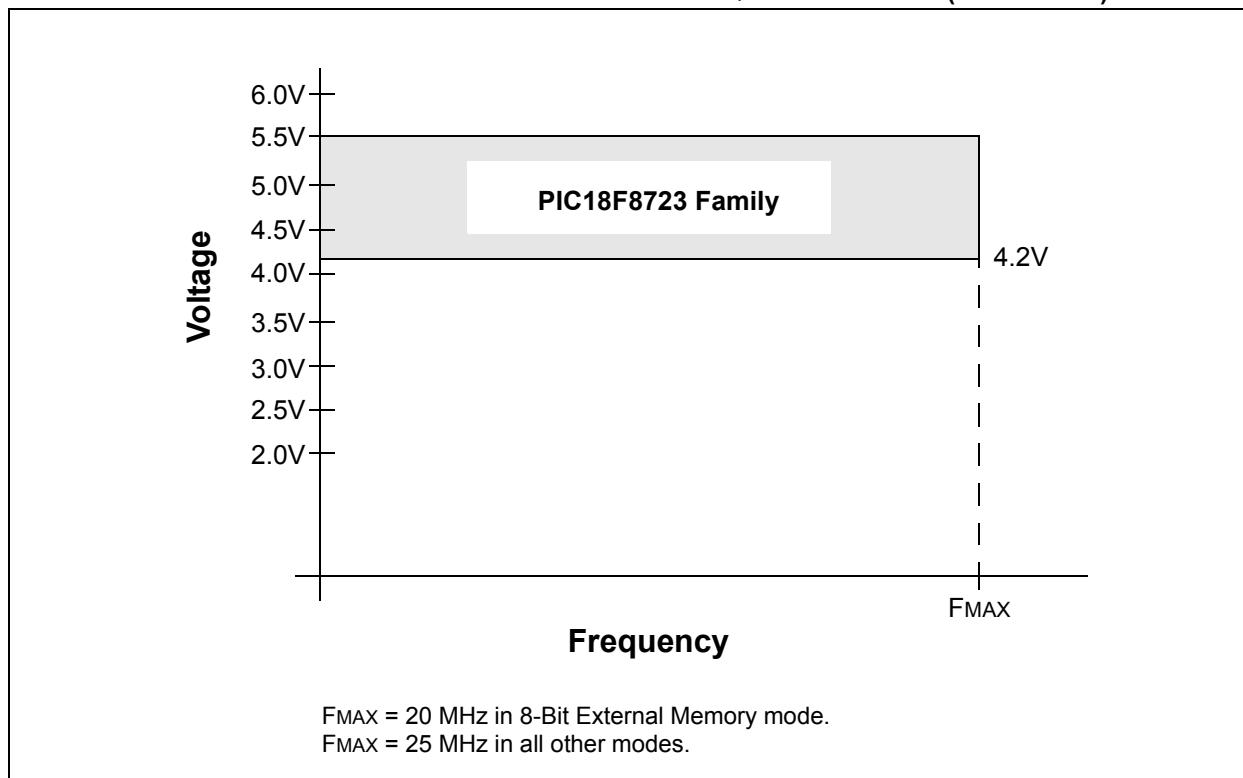 6.0V
5.5V
5.0V
4.5V
4.0V
3.5V
3.0V
2.5V
2.0V
Voltage
PIC18F8723 Family
4.2V
FMAX
Frequency
FMAX = 20 MHz in 8-Bit External Memory mode.
FMAX = 25 MHz in all other modes.